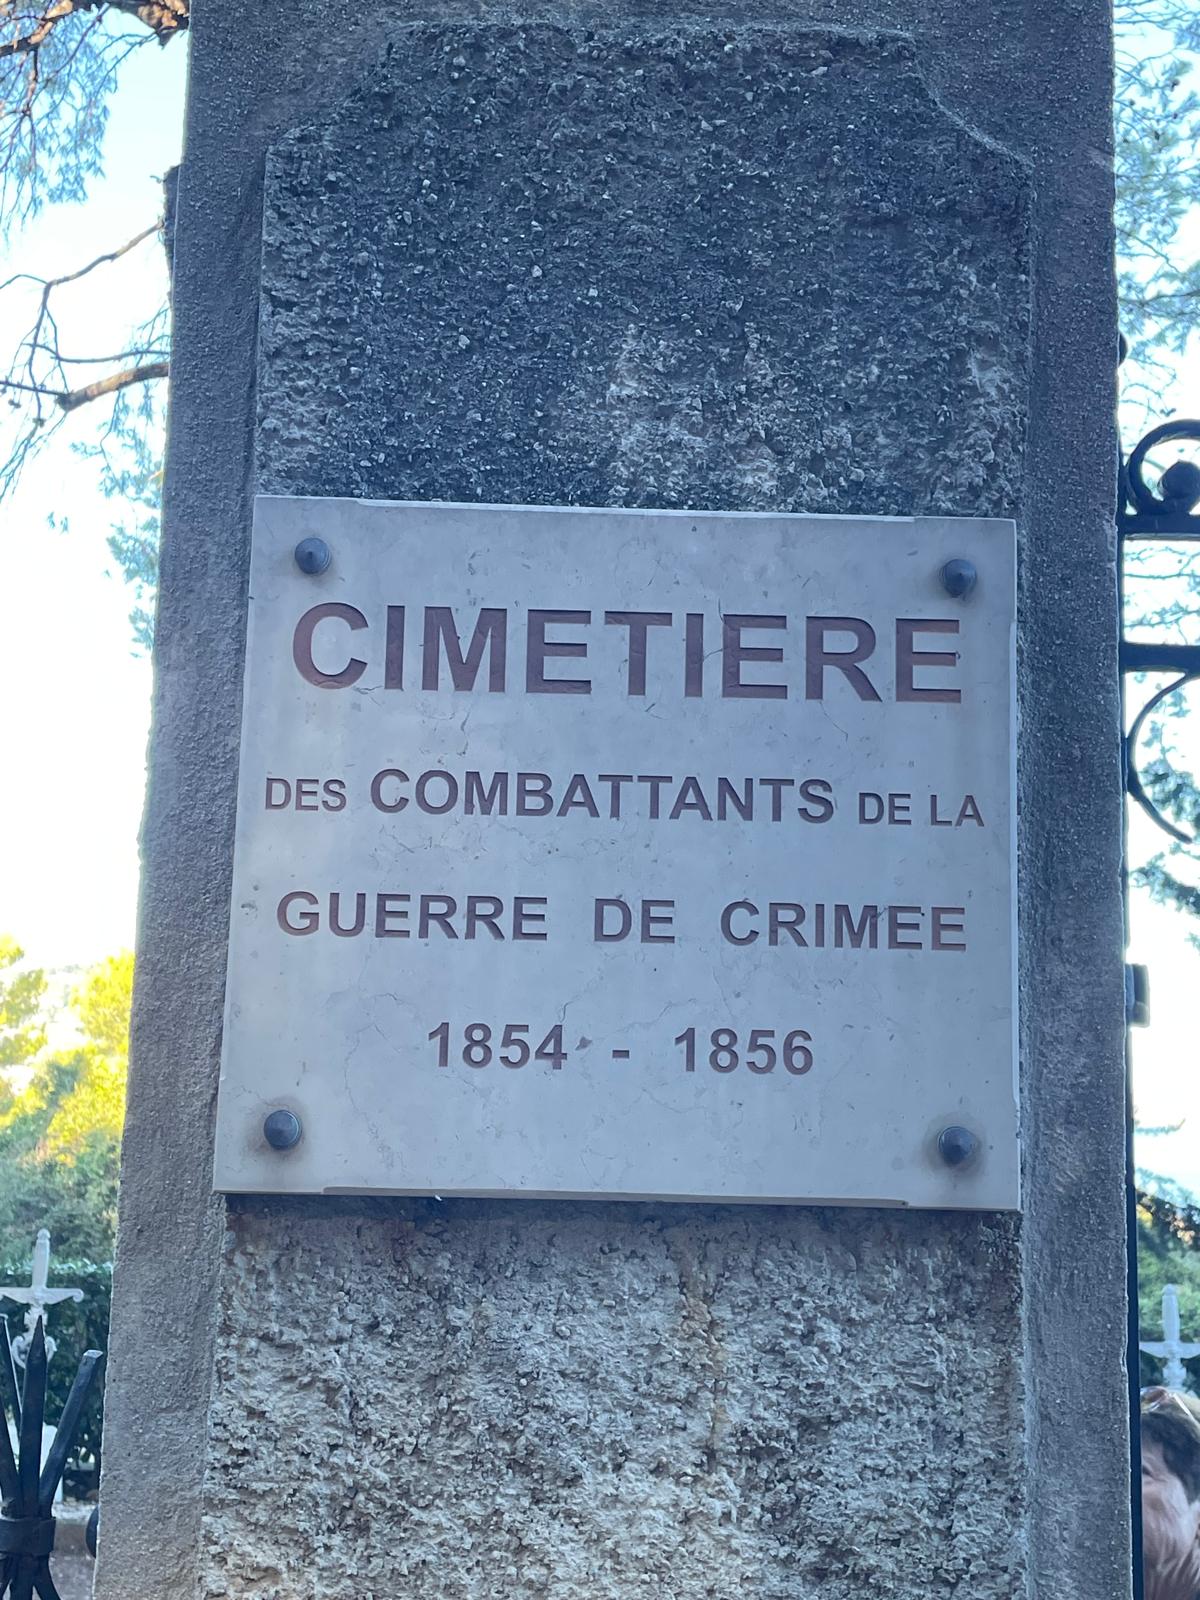 CIMETIERE
DES COMBATTANTS DE LA
GUERRE DE CRIMEE
1854 - 1856